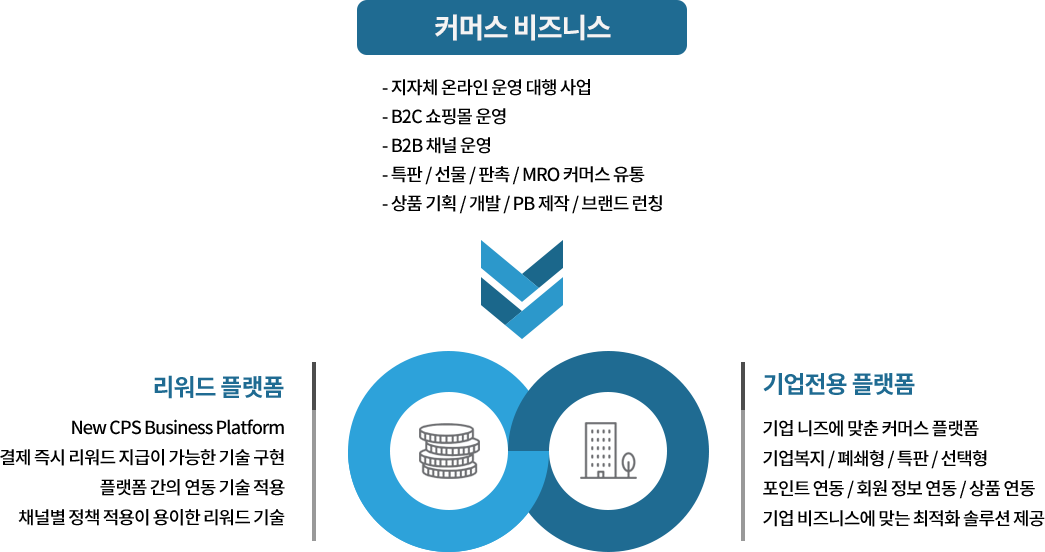 커머스 비즈니스
- 지자체 온라인 운영 대행 사업
- B2C 쇼핑몰 운영
- B2B 채널 운영
- 특판 / 선물 / 판촉 / MRO 커머스 유통
- 상품 기획 / 개발 / PB 제작 / 브랜드 런칭
리워드 플랫폼
New CPS Business Platform
결제 즉시 리워드 지급이 가능한 기술 구현
플랫폼 간의 연동 기술 적용
채널별 정책 적용이 용이한 리워드 기술
기업전용 플랫폼
기업 니즈에 맞춘 커머스 플랫폼
기업복지 / 폐쇄형 / 특판 / 선택형
포인트 연동 / 회원 정보 연동 / 상품 연동
기업 비즈니스에 맞는 최적화 솔루션 제공